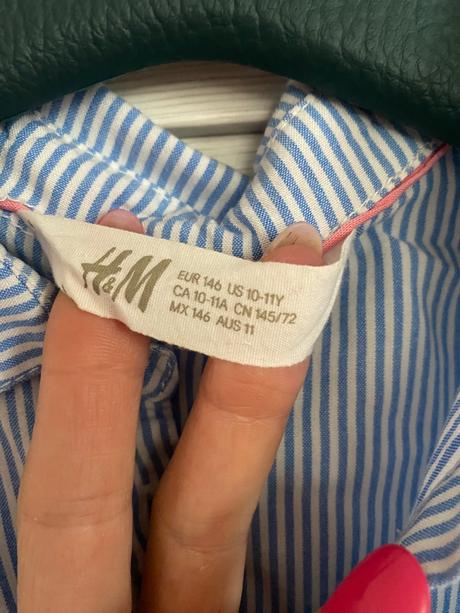 H&M
EUR 146 US 10-11Y
CA 10-11A CN 145/72
MX 146 AUS 11